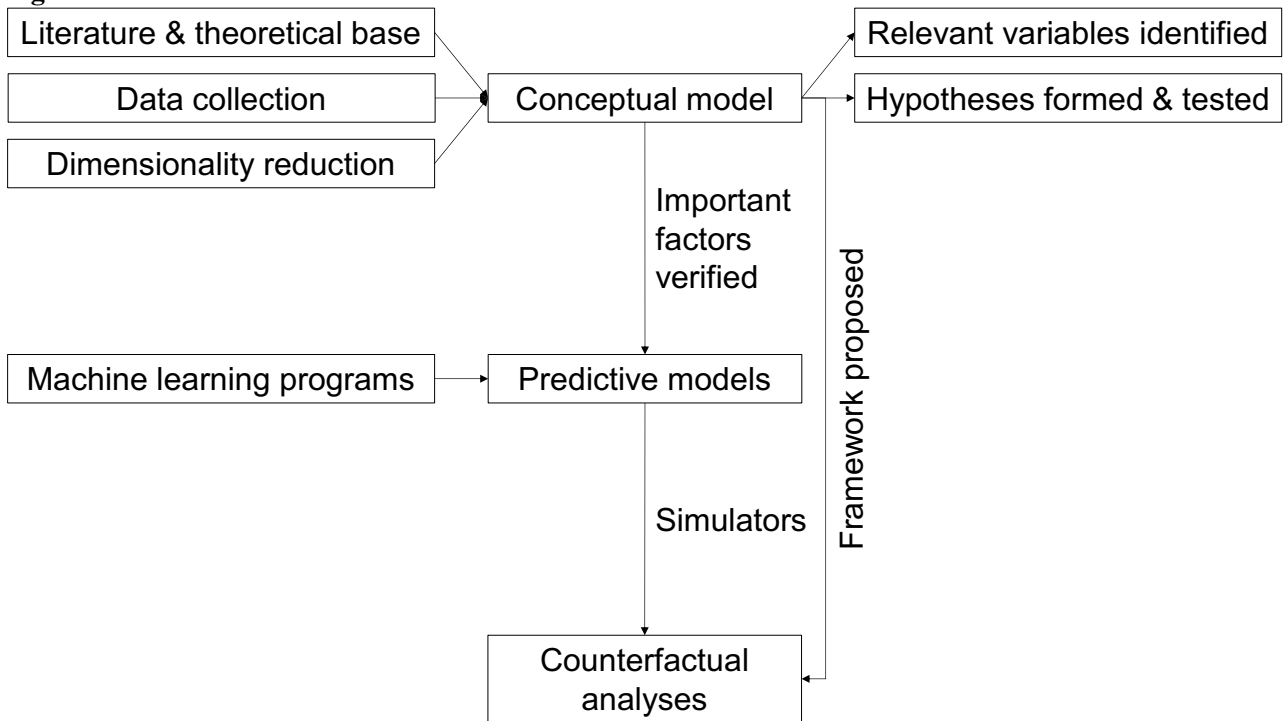 Literature & theoretical base
Relevant variables identified
Data collection
Conceptual model
Hypotheses formed & tested
Dimensionality reduction
Important
factors
verified
Framework proposed
Machine learning programs
Predictive models
Simulators
Counterfactual
analyses